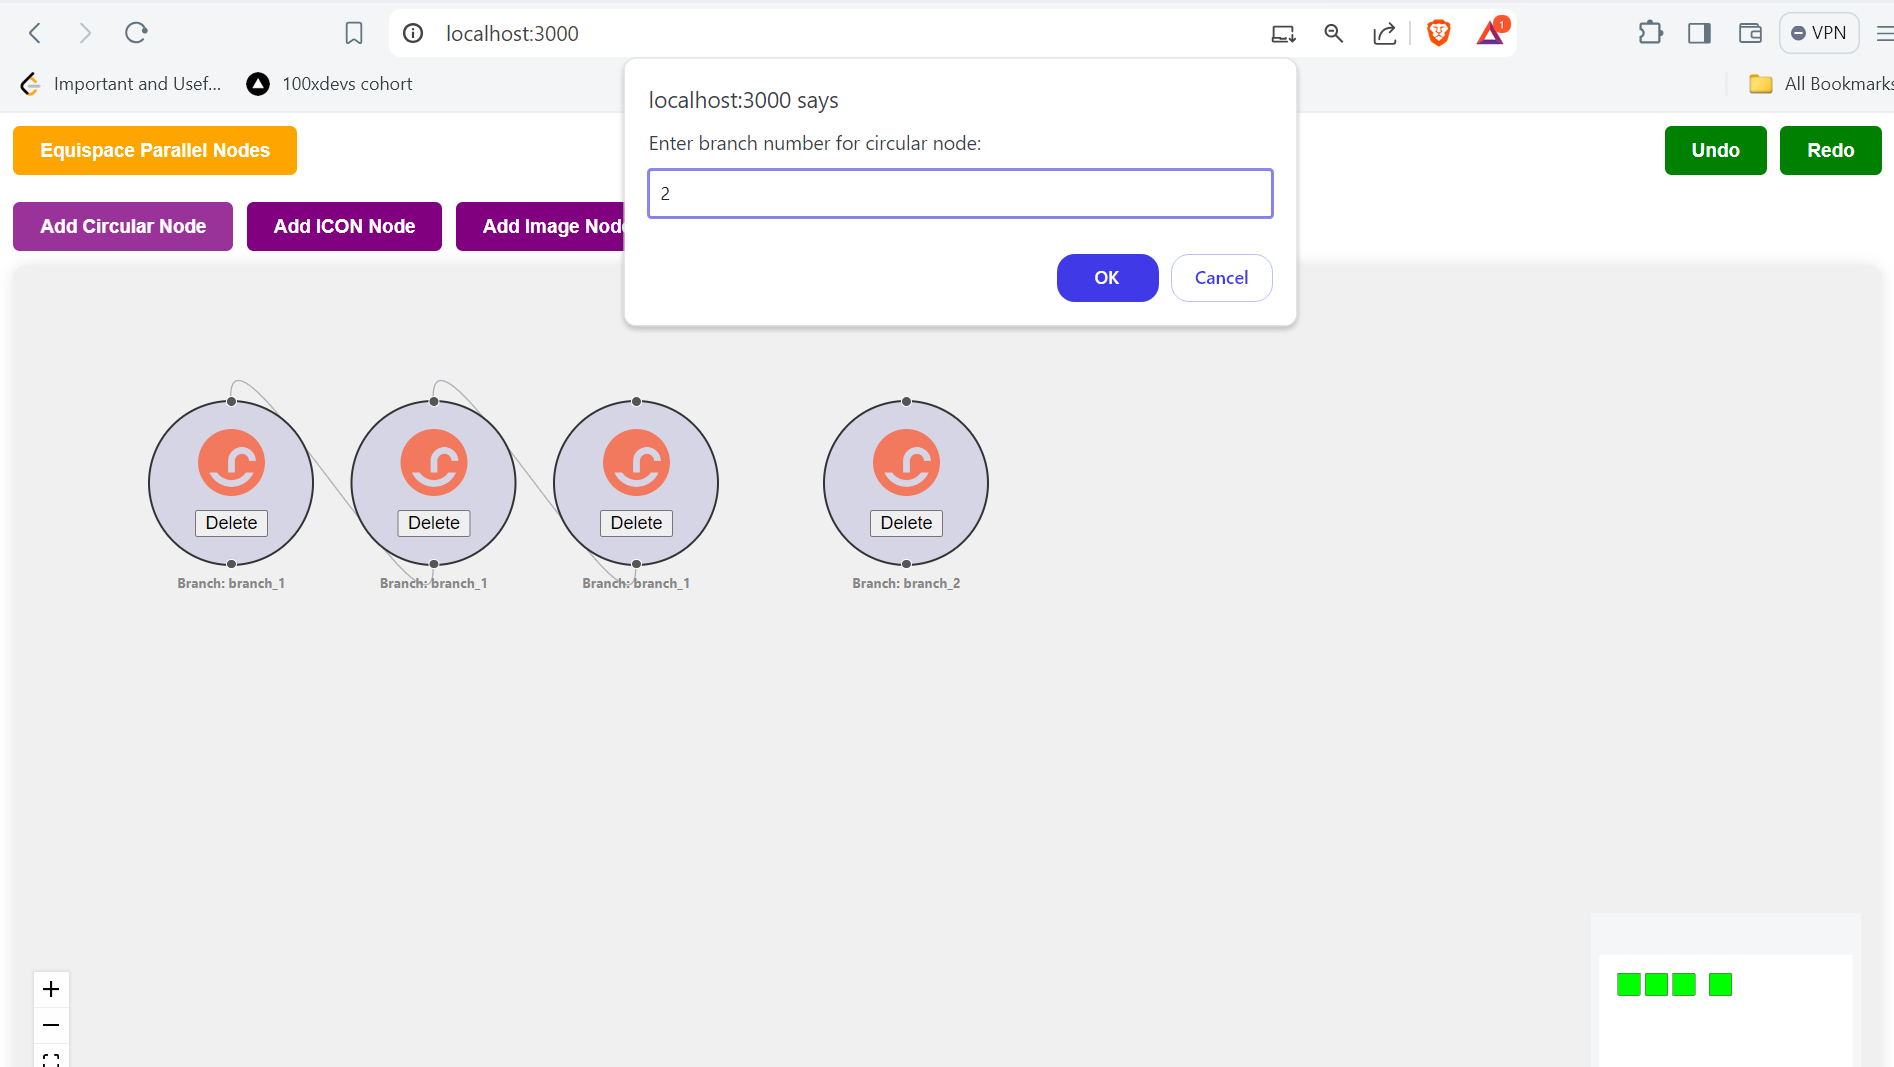 localhost:3000
1
VPN
Important and Usef...
100xdevs cohort
All Bookmarks
localhost:3000 says
Enter branch number for circular node:
2
OK
Cancel
Equispace Parallel Nodes
Undo
Redo
Add Circular Node
Add ICON Node
Add Image Node
Delete
Delete
Delete
Delete
Branch: branch_1
Branch: branch_1
Branch: branch_1
Branch: branch_2